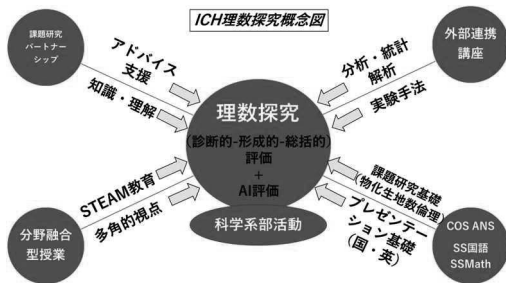 ICH理数探究概念図
課題研究
パートナー
シップ
アドバイス
支援
知識・理解
外部連携
講座
分析・統計
解析
実験手法
理数探究
(診断的-形成的-総括的)
評価
+
AI評価
科学系部活動
STEAM教育
多角的視点
分野融合
型授業
課題研究基礎
(物化生地数倫理)
プレゼンテー
ション基礎
(国・英)
COS ANS
SS国語
SSMath